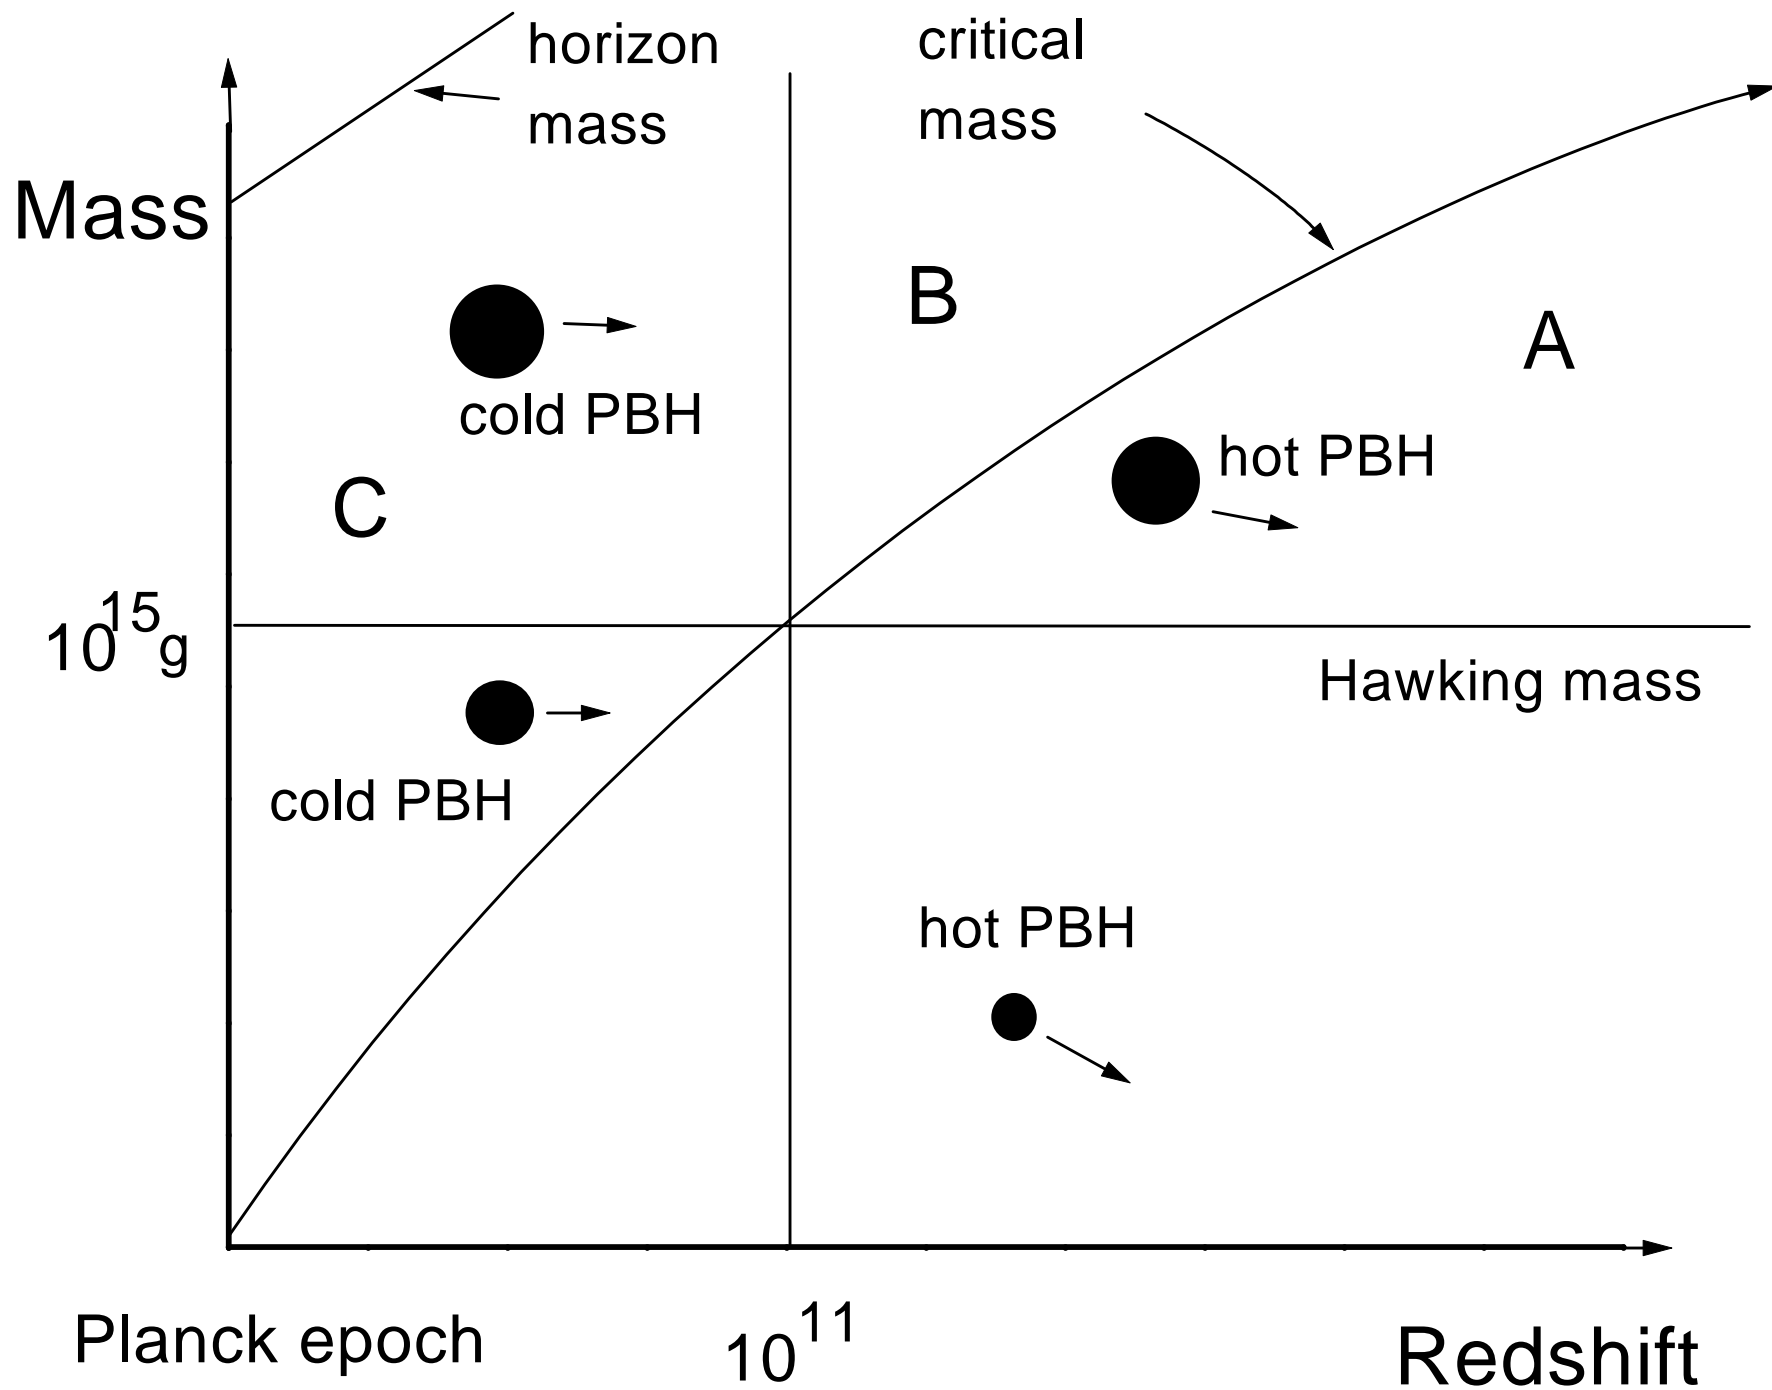 horizon
mass
critical
mass
Mass
B
A
cold PBH
hot PBH
C
10^15 g
Hawking mass
cold PBH
hot PBH
Planck epoch
10^11
Redshift